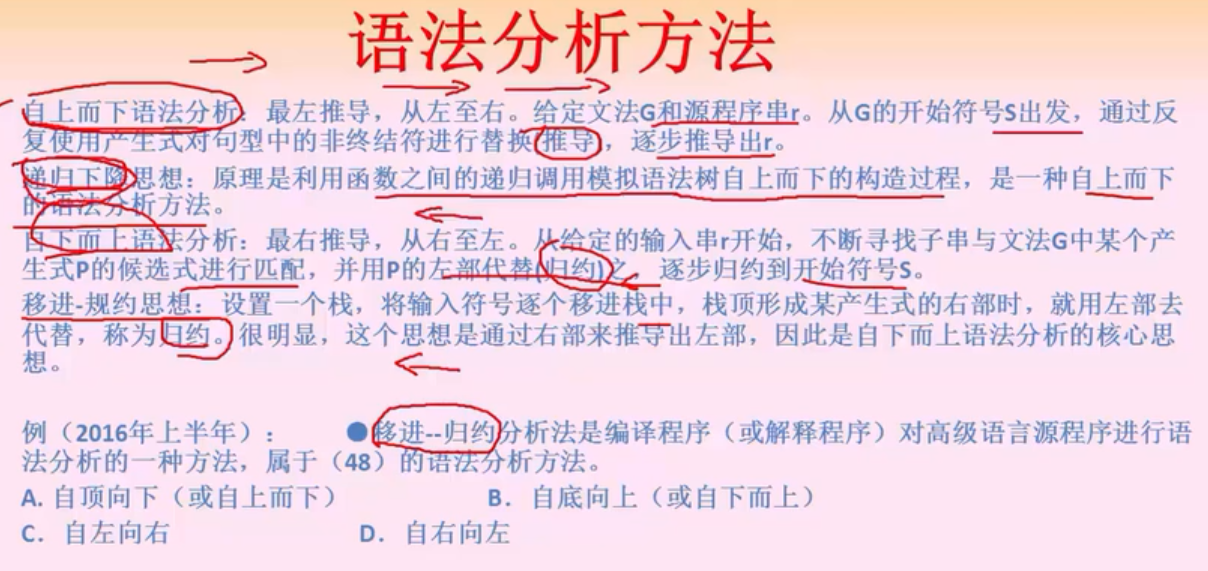 语法分析方法
自上而下语法分析：最左推导，从左至右。给定文法G和源程序串r。从G的开始符号S出发，通过反
复使用产生式对句型中的非终结符进行替换(推导)，逐步推导出r。
递归下降思想：原理是利用函数之间的递归调用模拟语法树自上而下的构造过程，是一种自上而下
的语法分析方法。
自下而上语法分析：最右推导，从右至左。从给定的输入串r开始，不断寻找子串与文法G中某个产
生式P的候选式进行匹配，并用P的左部代替(归约)之，逐步归约到开始符号S。
移进-规约思想：设置一个栈，将输入符号逐个移进栈中，栈顶形成某产生式的右部时，就用左部去
代替，称为归约。很明显，这个思想是通过右部来推导出左部，因此是自下而上语法分析的核心思
想。
例（2016年上半年）： ●移进--归约分析法是编译程序（或解释程序）对高级语言源程序进行语
法分析的一种方法，属于（48）的语法分析方法。
A. 自顶向下（或自上而下） B. 自底向上（或自下而上）
C. 自左向右 D. 自右向左